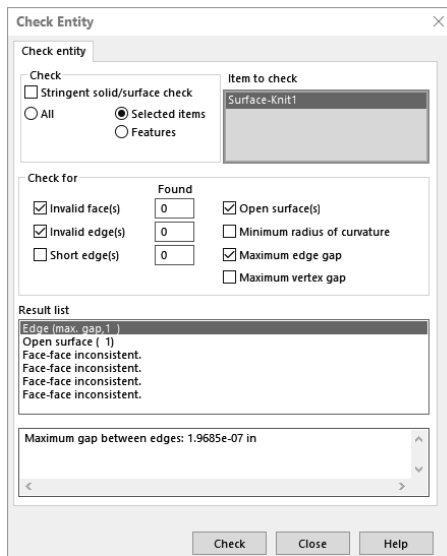 Check Entity
Check entity
Check
Stringent solid/surface check
All
Selected items
Features
Item to check
Surface-Knit1
Check for
Found
Invalid face(s) 0
Open surface(s)
Invalid edge(s) 0
Minimum radius of curvature
Short edge(s) 0
Maximum edge gap
Maximum vertex gap
Result list
Edge (max. gap,1 )
Open surface ( 1)
Face-face inconsistent.
Face-face inconsistent.
Face-face inconsistent.
Face-face inconsistent.
Maximum gap between edges: 1.9685e-07 in
Check Close Help